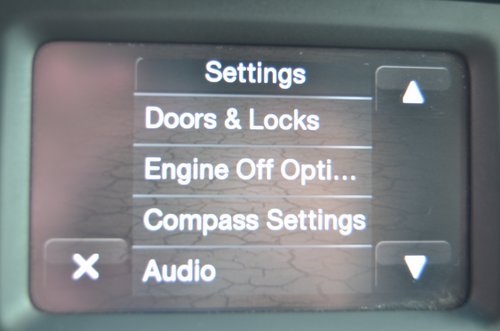 Settings
Doors & Locks
Engine Off Opti...
Compass Settings
Audio